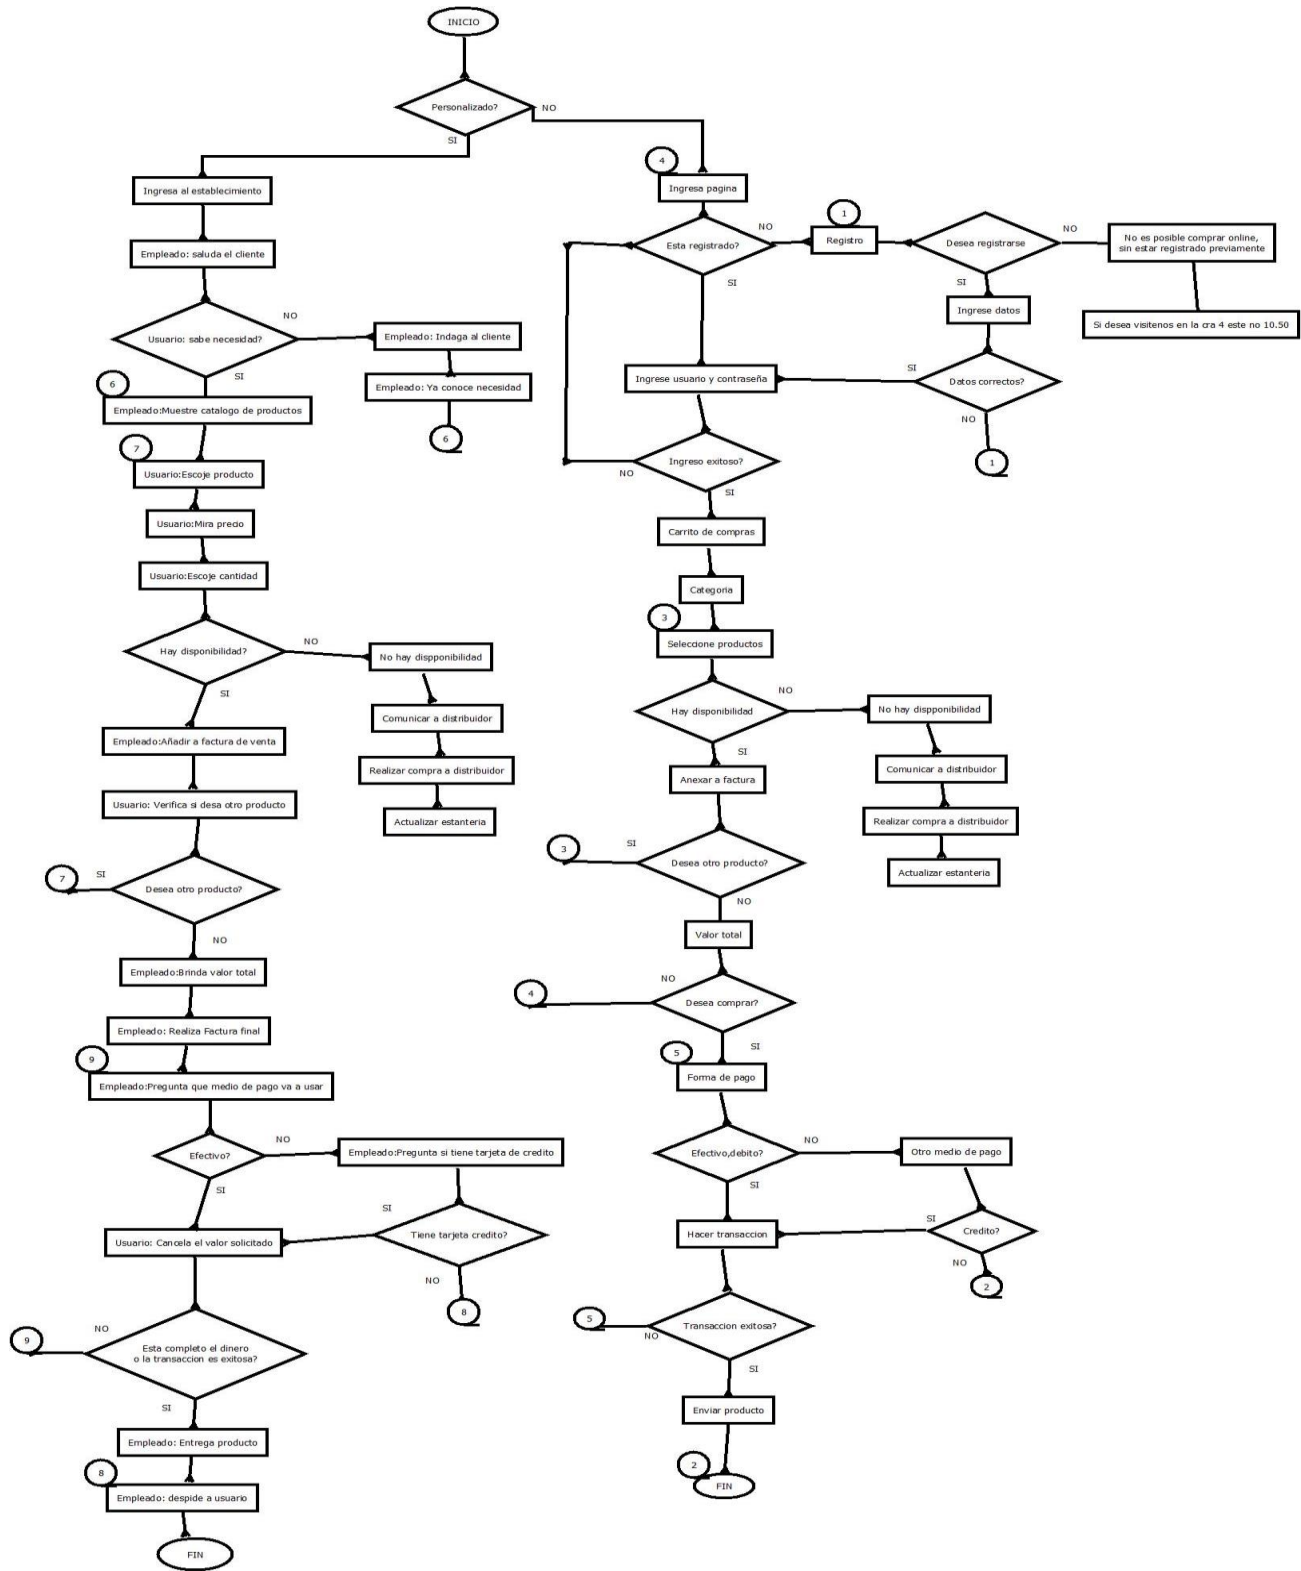 INICIO
Personalizado?
NO
SI
Ingresa al establecimiento
Empleado: saluda el cliente
Usuario: sabe necesidad?
NO
Empleado: Indaga al cliente
Empleado: Ya conoce necesidad
6
SI
6
Empleado:Muestre catalogo de productos
7
Usuario:Escoje producto
Usuario:Mira precio
Usuario:Escoje cantidad
Hay disponibilidad?
NO
No hay dispponibilidad
Comunicar a distribuidor
Realizar compra a distribuidor
Actualizar estanteria
SI
Empleado:Añadir a factura de venta
Usuario: Verifica si desa otro producto
Desea otro producto?
SI
7
NO
Empleado:Brinda valor total
Empleado: Realiza Factura final
9
Empleado:Pregunta que medio de pago va a usar
Efectivo?
NO
Empleado:Pregunta si tiene tarjeta de credito
SI
SI
Tiene tarjeta credito?
NO
8
Usuario: Cancela el valor solicitado
Esta completo el dinero
o la transaccion es exitosa?
NO
9
SI
Empleado: Entrega producto
8
Empleado: despide a usuario
FIN
4
Ingresa pagina
Esta registrado?
NO
1
Registro
Desea registrarse
NO
No es posible comprar online,
sin estar registrado previamente
Si desea visitenos en la cra 4 este no 10.50
SI
Ingrese datos
Datos correctos?
SI
NO
1
SI
Ingrese usuario y contraseña
Ingreso exitoso?
NO
SI
Carrito de compras
Categoria
3
Seleccione productos
Hay disponibilidad
NO
No hay dispponibilidad
Comunicar a distribuidor
Realizar compra a distribuidor
Actualizar estanteria
SI
Anexar a factura
Desea otro producto?
SI
3
NO
Valor total
Desea comprar?
NO
4
SI
5
Forma de pago
Efectivo,debito?
NO
Otro medio de pago
SI
Credito?
SI
NO
2
Hacer transaccion
Transaccion exitosa?
5
NO
SI
Enviar producto
2
FIN